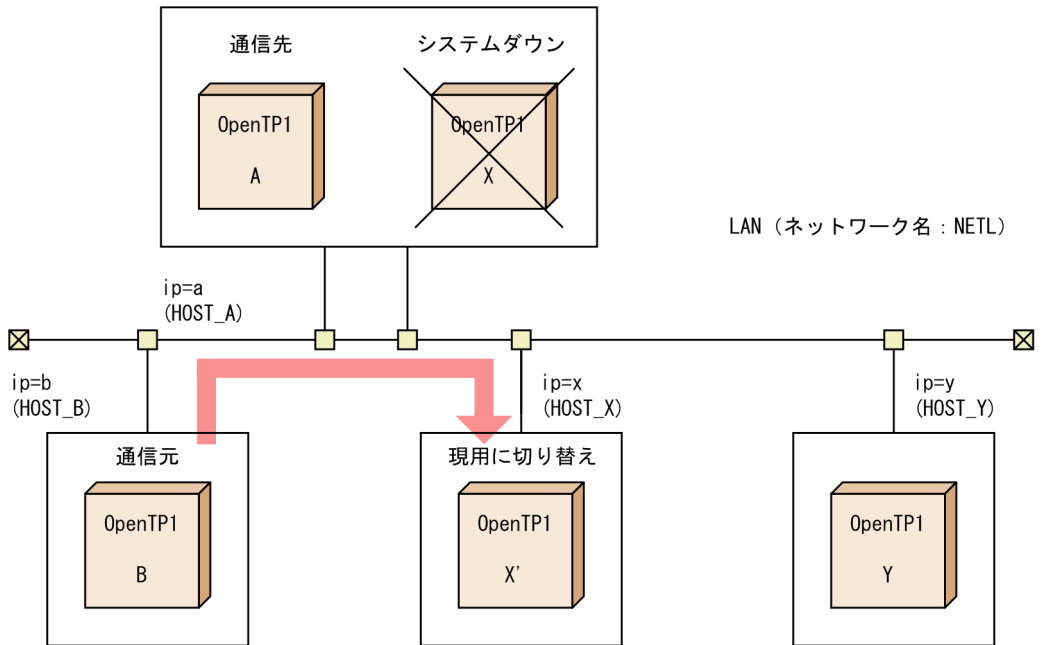 通信先
システムダウン
OpenTP1
A
OpenTP1
X
LAN（ネットワーク名：NETL）
ip=a
(HOST_A)
ip=b
(HOST_B)
ip=x
(HOST_X)
ip=y
(HOST_Y)
通信元
現用に切り替え
OpenTP1
B
OpenTP1
X'
OpenTP1
Y